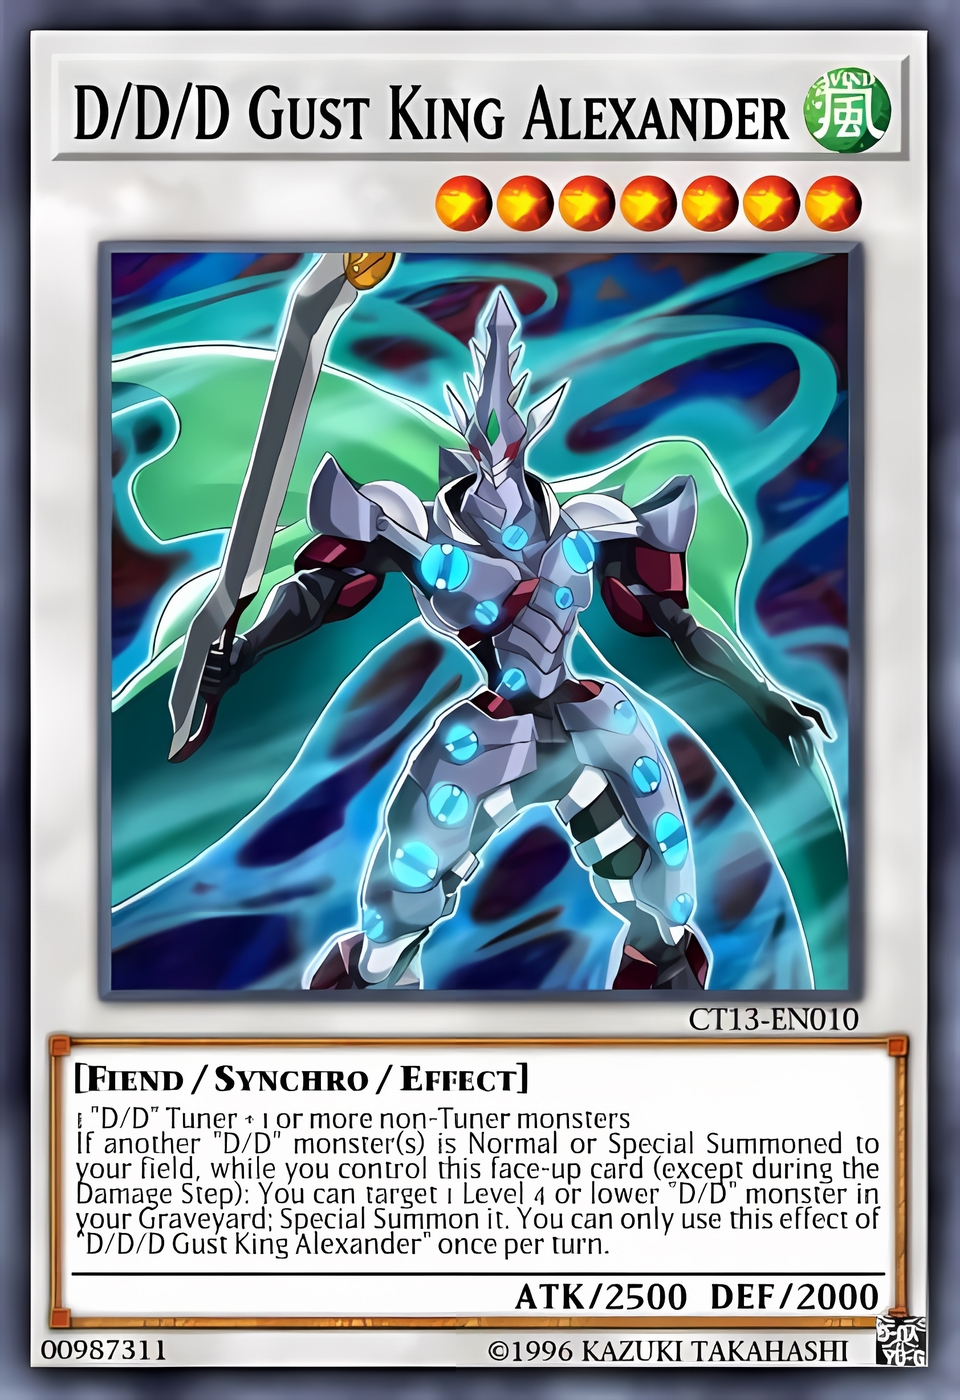 D/D/D GUST KING ALEXANDER
WIND
風
CT13-EN010
[FIEND / SYNCHRO / EFFECT]
1 "D/D" Tuner + 1 or more non-Tuner monsters
If another "D/D" monster(s) is Normal or Special Summoned to
your field, while you control this face-up card (except during the
Damage Step): You can target 1 Level 4 or lower "D/D" monster in
your Graveyard; Special Summon it. You can only use this effect of
"D/D/D Gust King Alexander" once per turn.
ATK/2500 DEF/2000
00987311
©1996 KAZUKI TAKAHASHI